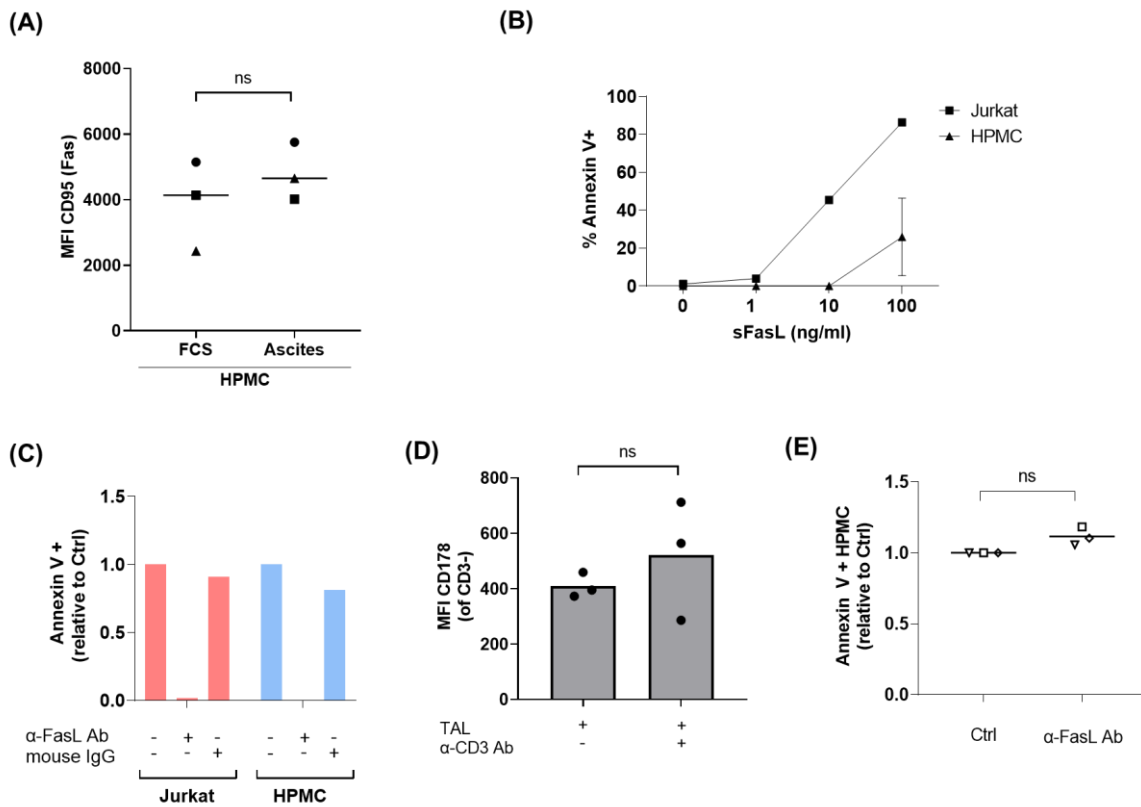 (A)
8000
6000
4000
2000
0
MFI CD95 (Fas)
ns
FCS Ascites
HPMC
(B)
100
80
60
40
20
0
% Annexin V+
0 1 10 100
sFasL (ng/ml)
Jurkat
HPMC
(C)
1.5
1.0
0.5
0.0
Annexin V +
(relative to Ctrl)
α-FasL Ab - + - - + -
mouse IgG - - + - - +
Jurkat HPMC
(D)
800
600
400
200
0
MFI CD178
(of CD3-)
ns
TAL + +
α-CD3 Ab - +
(E)
1.5
1.0
0.5
0.0
Annexin V + HPMC
(relative to Ctrl)
ns
Ctrl α-FasL Ab